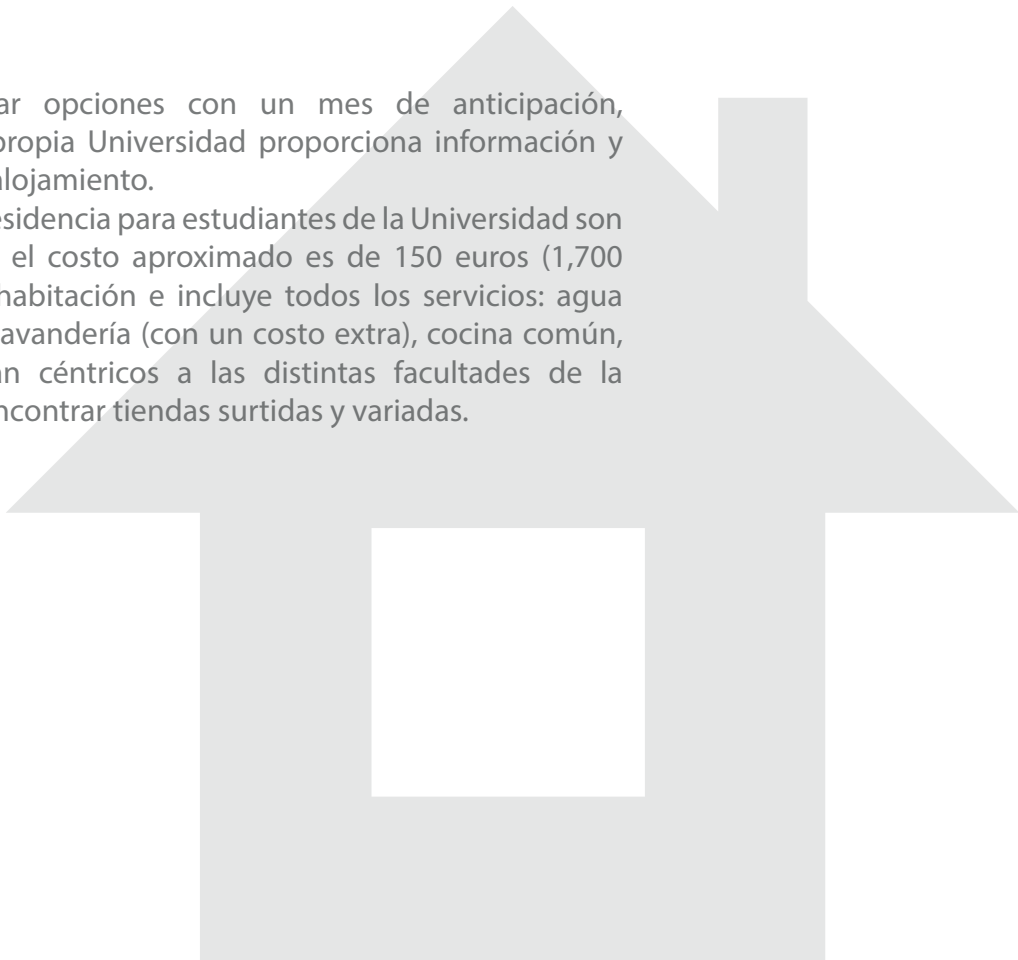 ar opciones con un mes de anticipación,
propia Universidad proporciona información y
alojamiento.
esidencia para estudiantes de la Universidad son
el costo aproximado es de 150 euros (1,700
habitación e incluye todos los servicios: agua
avandería (con un costo extra), cocina común,
an céntricos a las distintas facultades de la
ncontrar tiendas surtidas y variadas.